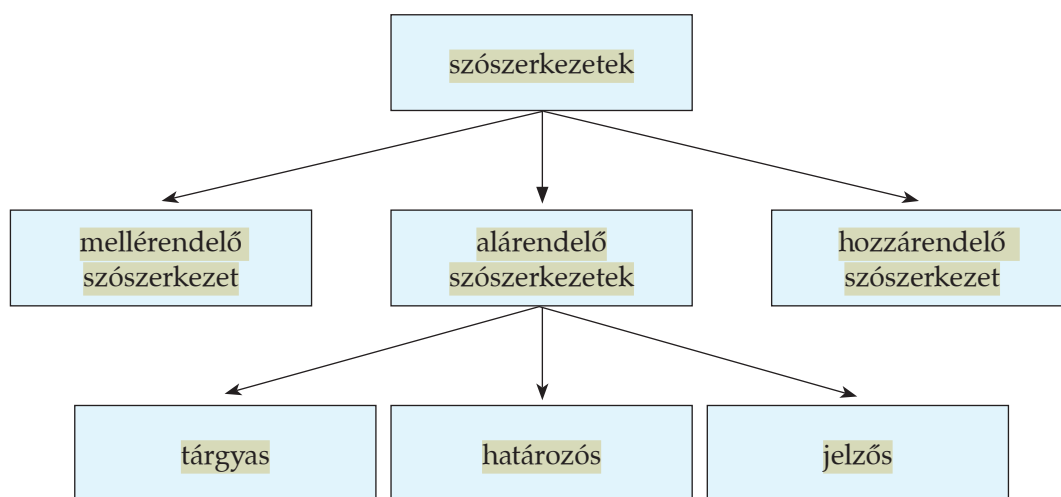 szószerkezetek
mellérendelő
szószerkezet
alárendelő
szószerkezetek
hozzárendelő
szószerkezet
tárgyas
határozós
jelzős